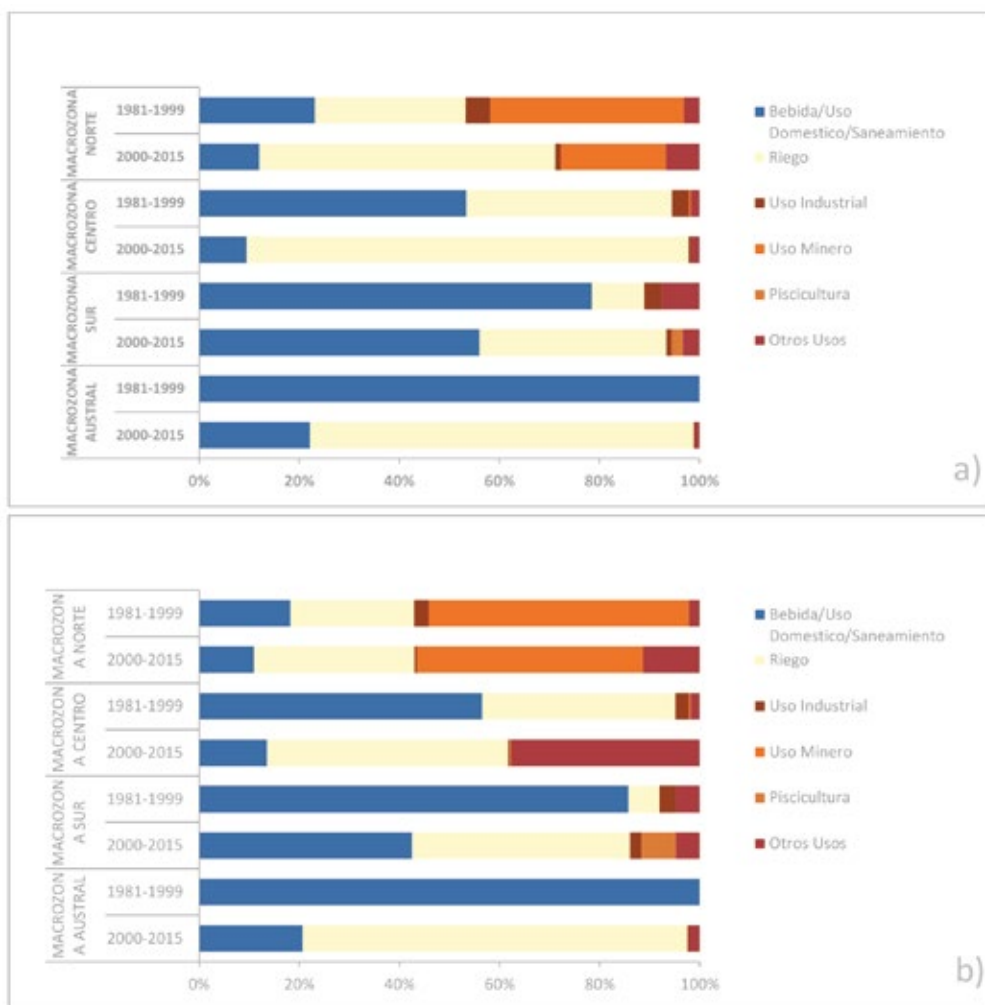 MACROZONA
NORTE
1981-1999
2000-2015
MACROZONA
CENTRO
1981-1999
2000-2015
MACROZONA
SUR
1981-1999
2000-2015
MACROZONA
AUSTRAL
1981-1999
2000-2015
0% 20% 40% 60% 80% 100%
Bebida/Uso
Domestico/Saneamiento
Riego
Uso Industrial
Uso Minero
Piscicultura
Otros Usos
a)
MACROZON
A NORTE
1981-1999
2000-2015
MACROZON
A CENTRO
1981-1999
2000-2015
MACROZON
A SUR
1981-1999
2000-2015
MACROZON
A AUSTRAL
1981-1999
2000-2015
0% 20% 40% 60% 80% 100%
Bebida/Uso
Domestico/Saneamiento
Riego
Uso Industrial
Uso Minero
Piscicultura
Otros Usos
b)